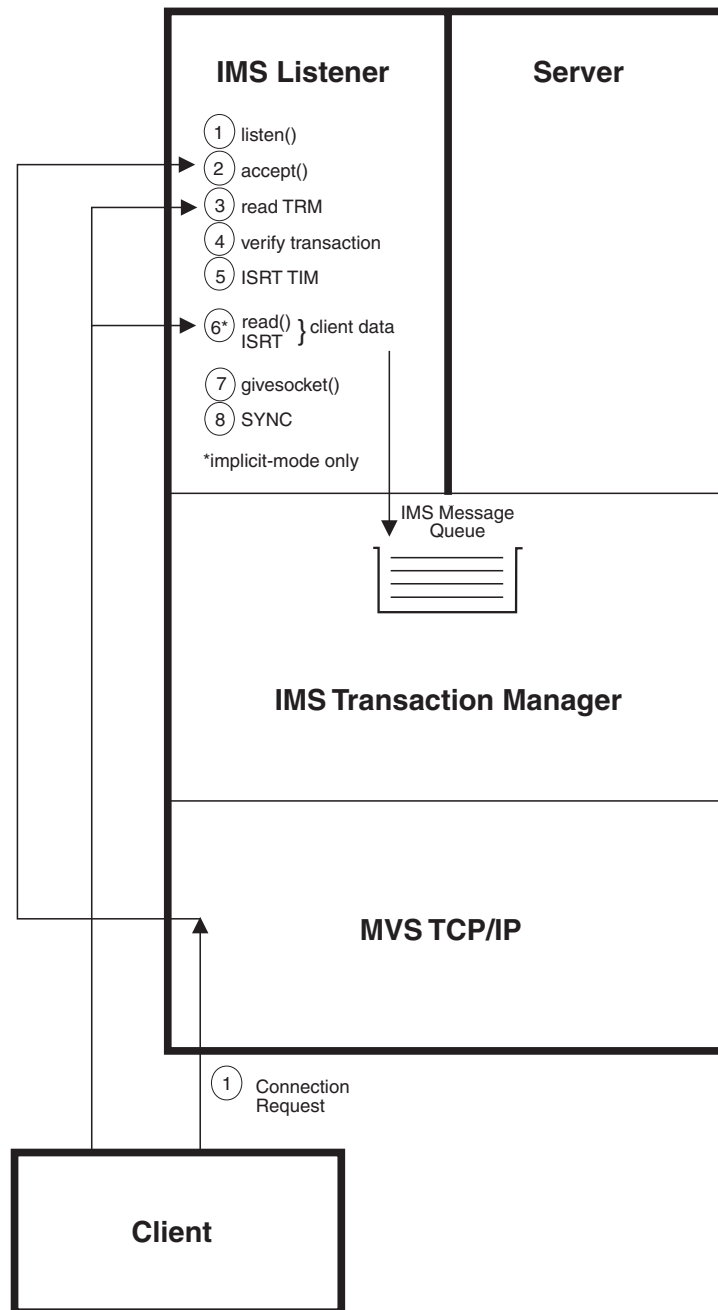 IMS Listener
Server
1 listen()
2 accept()
3 read TRM
4 verify transaction
5 ISRT TIM
6* read() } client data
ISRT
7 givesocket()
8 SYNC
*implicit-mode only
IMS Message
Queue
IMS Transaction Manager
MVS TCP/IP
1 Connection
Request
Client